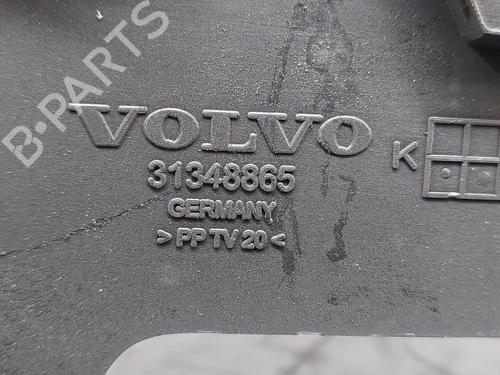 B-PARTS
VOLVO
31348865
K
GERMANY
>PP TV 20<